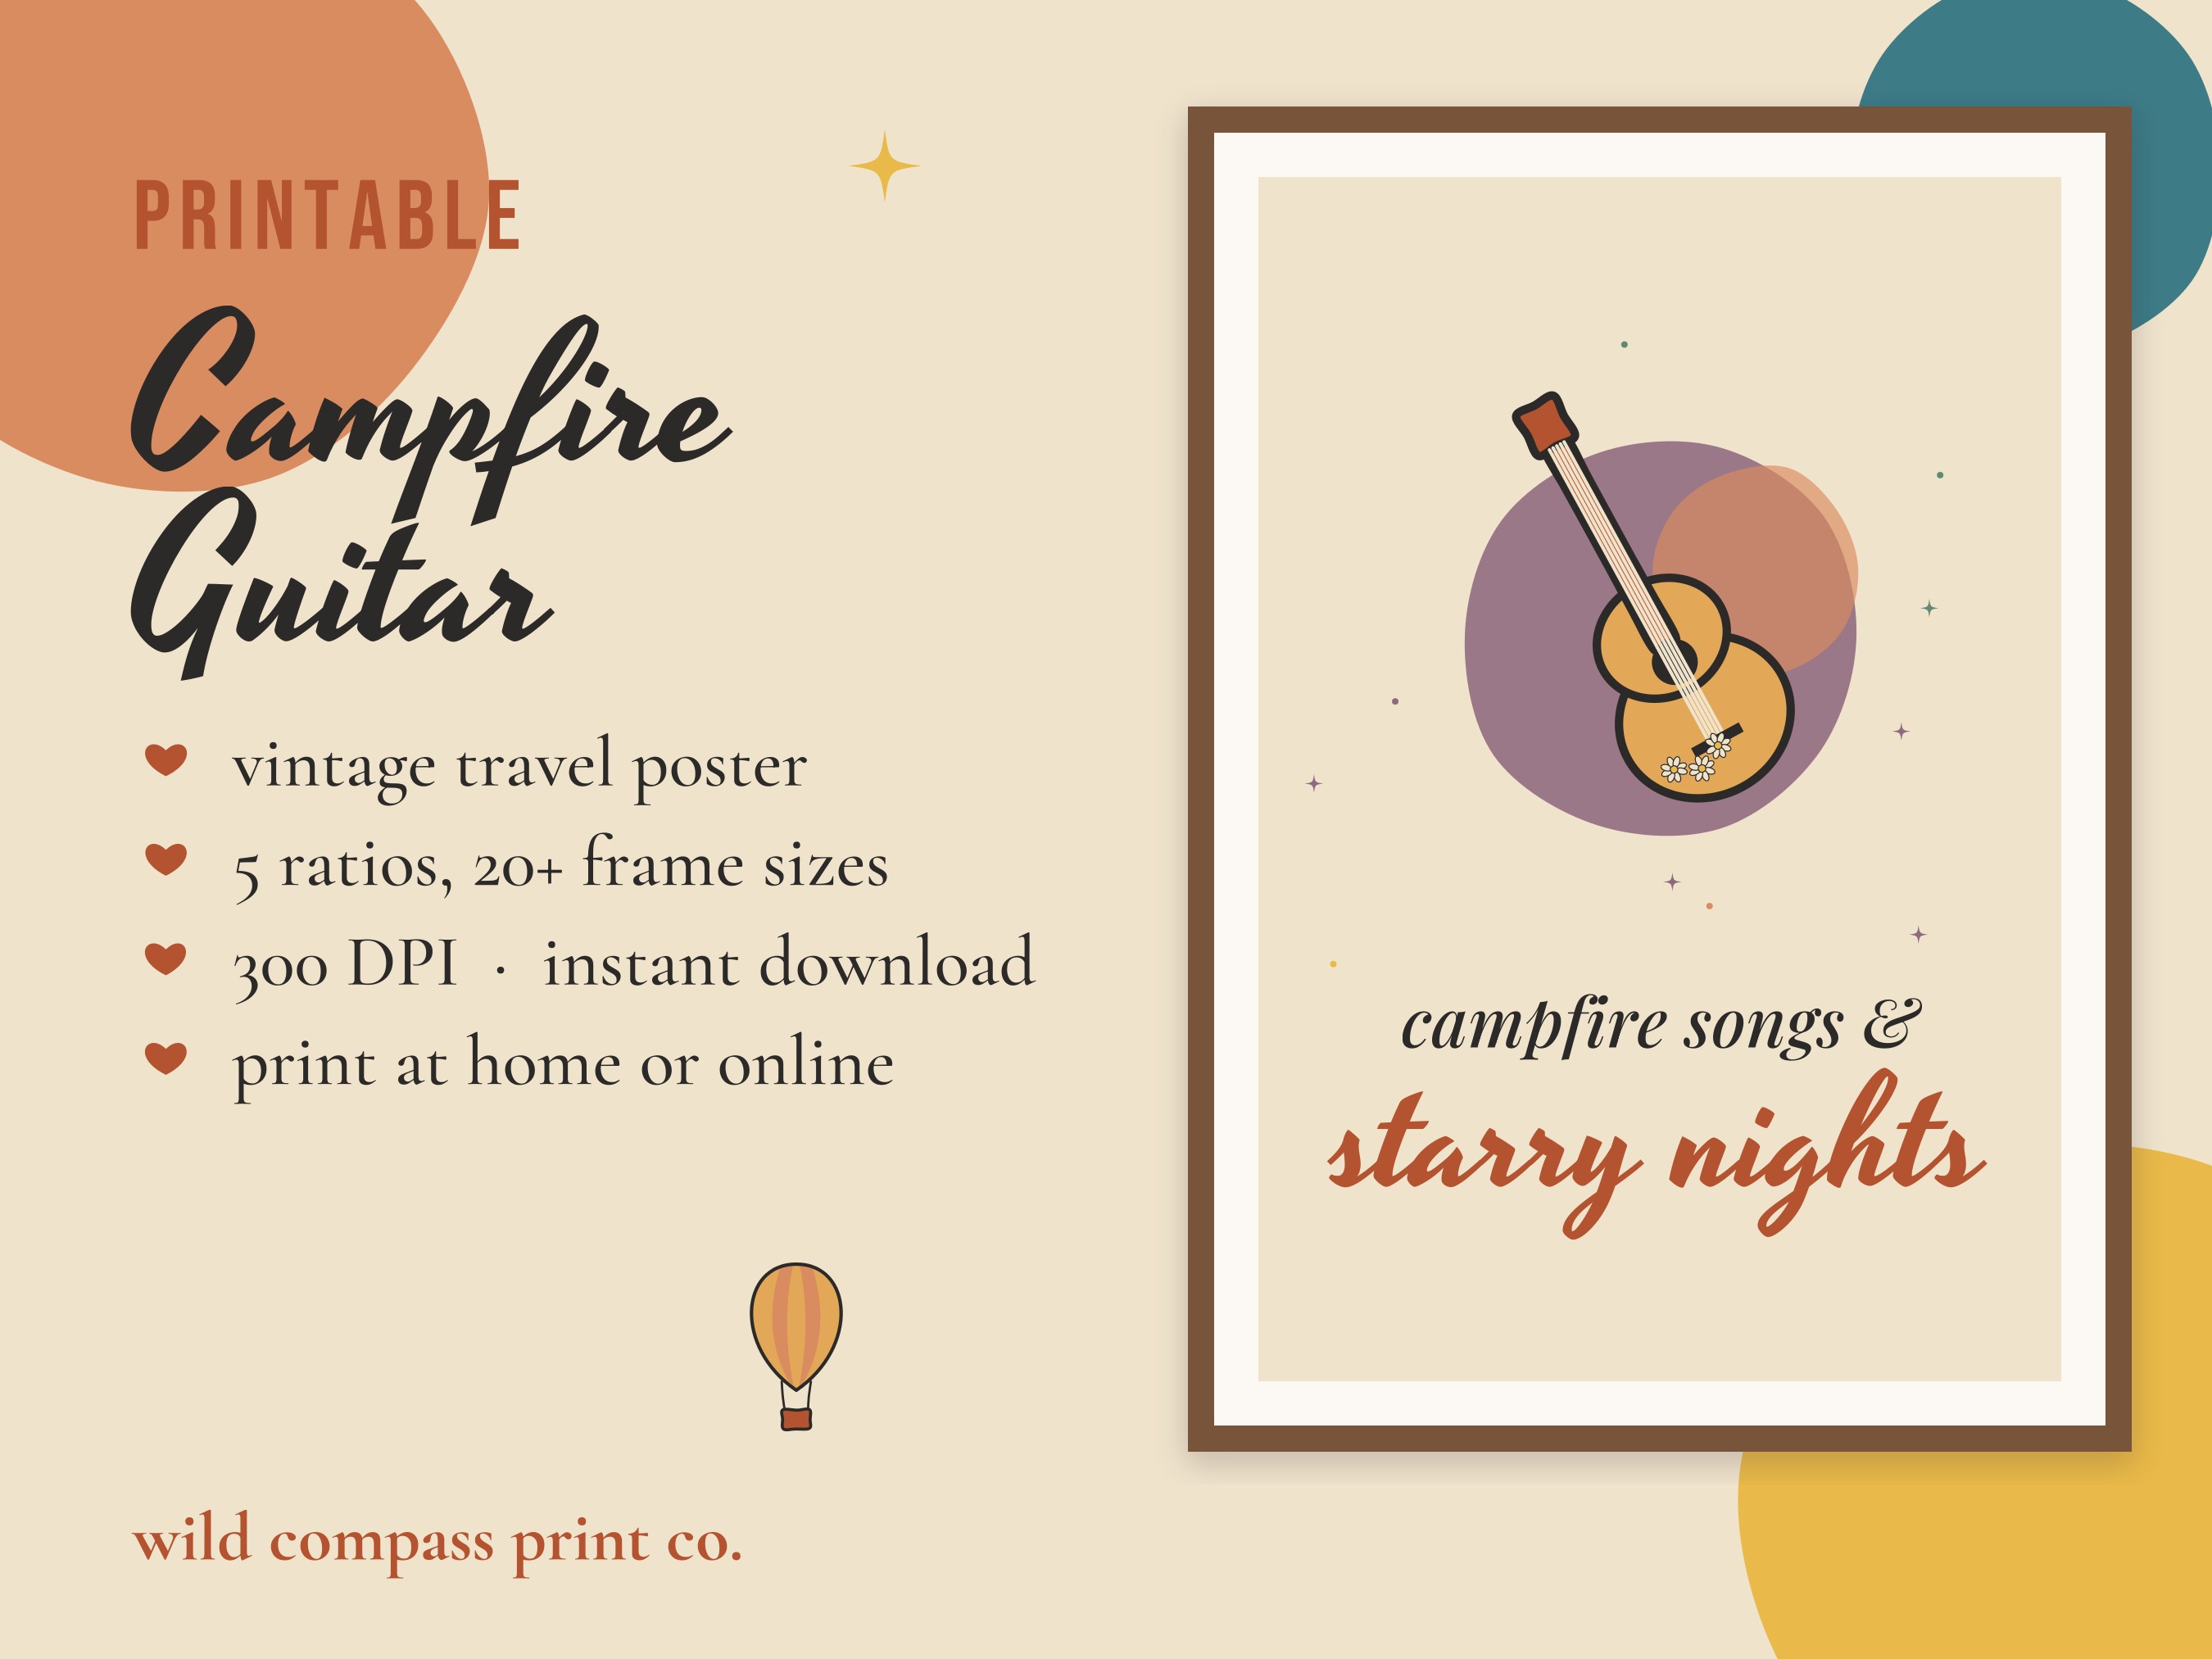 PRINTABLE
Campfire
Guitar
vintage travel poster
5 ratios, 20+ frame sizes
300 DPI · instant download
print at home or online
wild compass print co.
campfire songs &
starry nights